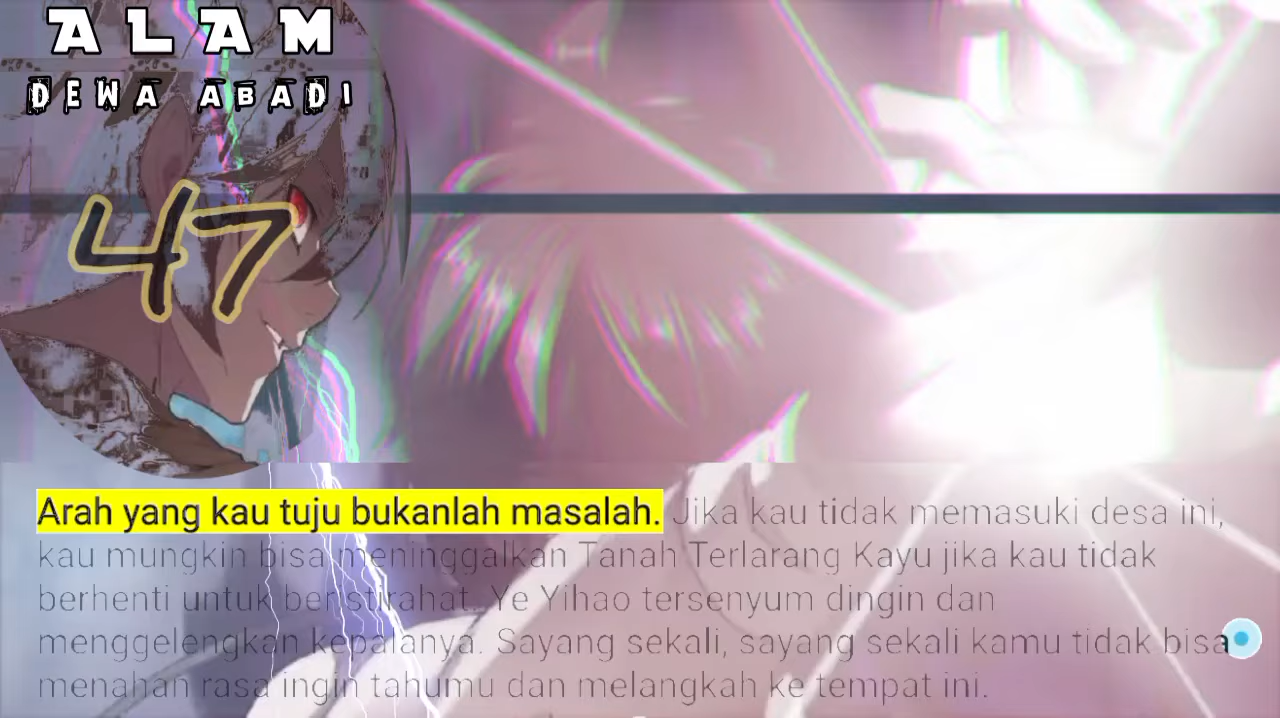 ALAM
DEWA ABADI
47
Arah yang kau tuju bukanlah masalah. Jika kau tidak memasuki desa ini,
kau mungkin bisa meninggalkan Tanah Terlarang Kayu jika kau tidak
berhenti untuk beristirahat. Ye Yihao tersenyum dingin dan
menggelengkan kepalanya. Sayang sekali, sayang sekali kamu tidak bisa
menahan rasa ingin tahumu dan melangkah ke tempat ini.